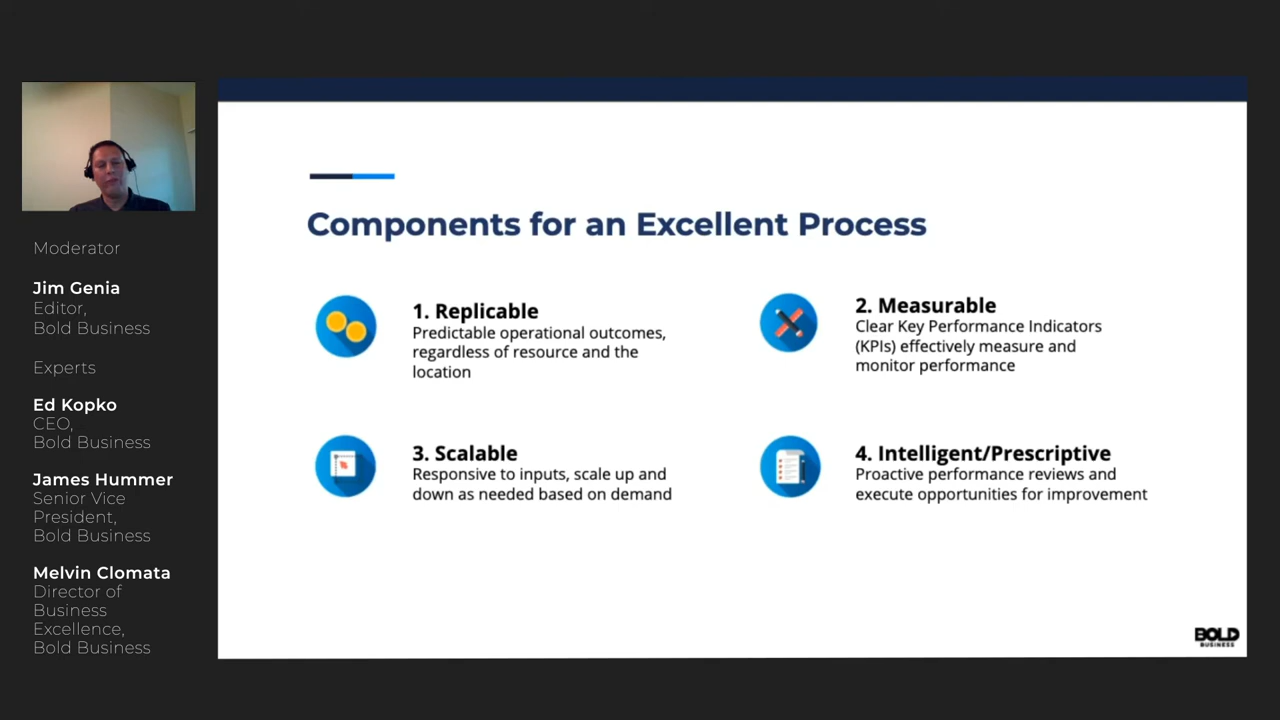 Moderator
Jim Genia
Editor,
Bold Business
Experts
Ed Kopko
CEO,
Bold Business
James Hummer
Senior Vice
President,
Bold Business
Melvin Clomata
Director of
Business
Excellence,
Bold Business
Components for an Excellent Process
1. Replicable
Predictable operational outcomes,
regardless of resource and the
location
2. Measurable
Clear Key Performance Indicators
(KPIs) effectively measure and
monitor performance
3. Scalable
Responsive to inputs, scale up and
down as needed based on demand
4. Intelligent/Prescriptive
Proactive performance reviews and
execute opportunities for improvement
BOLD
BUSINESS